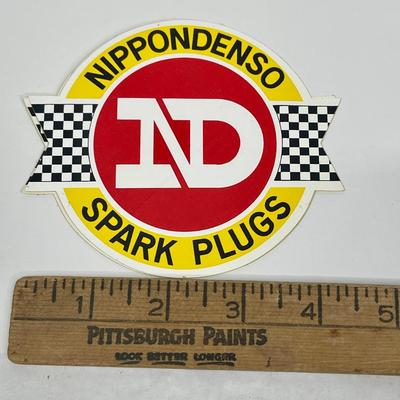 NIPPONDENSO
ND
SPARK PLUGS
1 2 3 4 5
PITTSBURGH PAINTS
LOOK BETTER LONGER